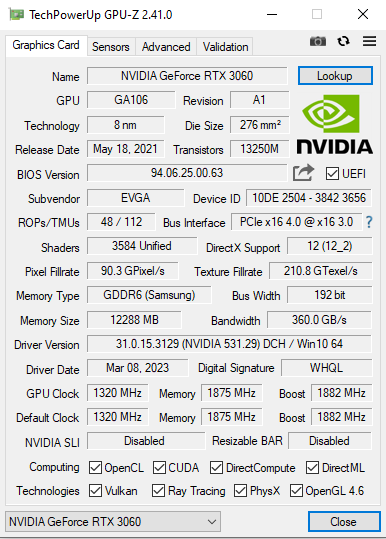 TechPowerUp GPU-Z 2.41.0
Graphics Card Sensors Advanced Validation
Name NVIDIA GeForce RTX 3060 Lookup
GPU GA106 Revision A1
Technology 8 nm Die Size 276 mm²
Release Date May 18, 2021 Transistors 13250M
NVIDIA
BIOS Version 94.06.25.00.63 UEFI
Subvendor EVGA Device ID 10DE 2504 - 3842 3656
ROPs/TMUs 48 / 112 Bus Interface PCIe x16 4.0 @ x16 3.0 ?
Shaders 3584 Unified DirectX Support 12 (12_2)
Pixel Fillrate 90.3 GPixel/s Texture Fillrate 210.8 GTexel/s
Memory Type GDDR6 (Samsung) Bus Width 192 bit
Memory Size 12288 MB Bandwidth 360.0 GB/s
Driver Version 31.0.15.3129 (NVIDIA 531.29) DCH / Win10 64
Driver Date Mar 08, 2023 Digital Signature WHQL
GPU Clock 1320 MHz Memory 1875 MHz Boost 1882 MHz
Default Clock 1320 MHz Memory 1875 MHz Boost 1882 MHz
NVIDIA SLI Disabled Resizable BAR Disabled
Computing OpenCL CUDA DirectCompute DirectML
Technologies Vulkan Ray Tracing PhysX OpenGL 4.6
NVIDIA GeForce RTX 3060 Close